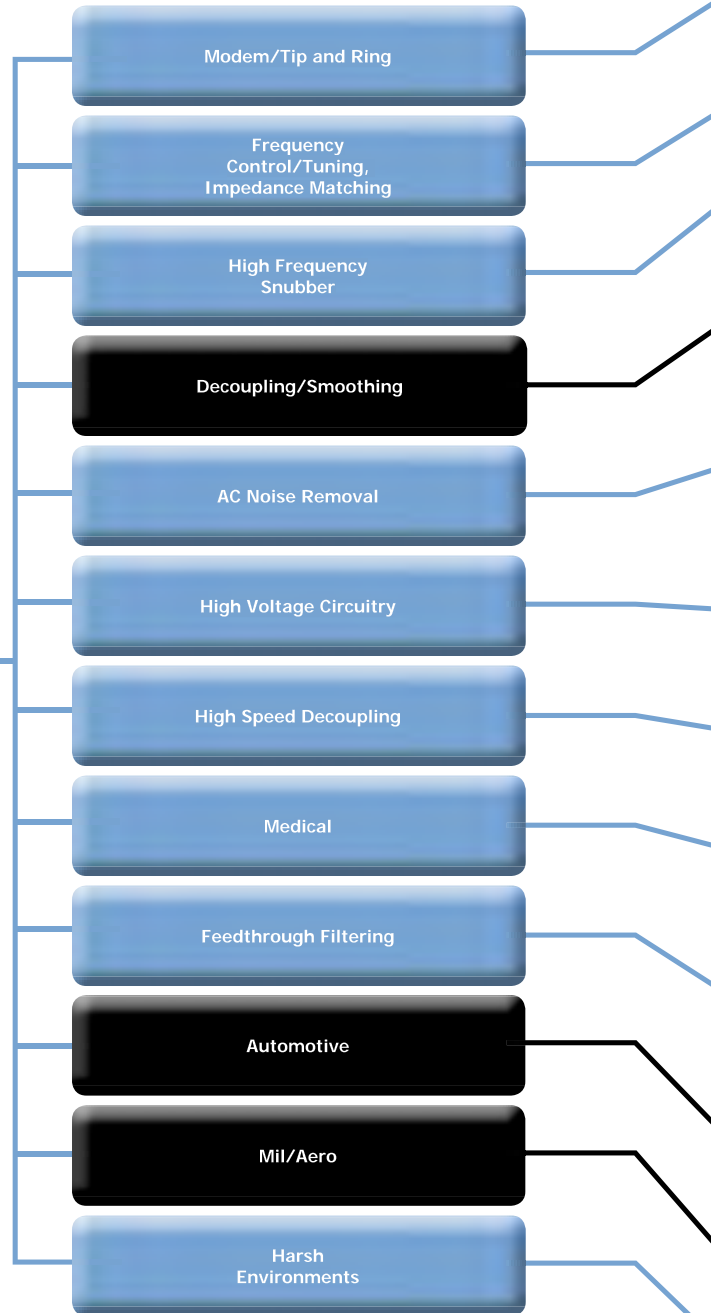 Modem/Tip and Ring
Frequency
Control/Tuning,
Impedance Matching
High Frequency
Snubber
Decoupling/Smoothing
AC Noise Removal
High Voltage Circuitry
High Speed Decoupling
Medical
Feedthrough Filtering
Automotive
Mil/Aero
Harsh
Environments